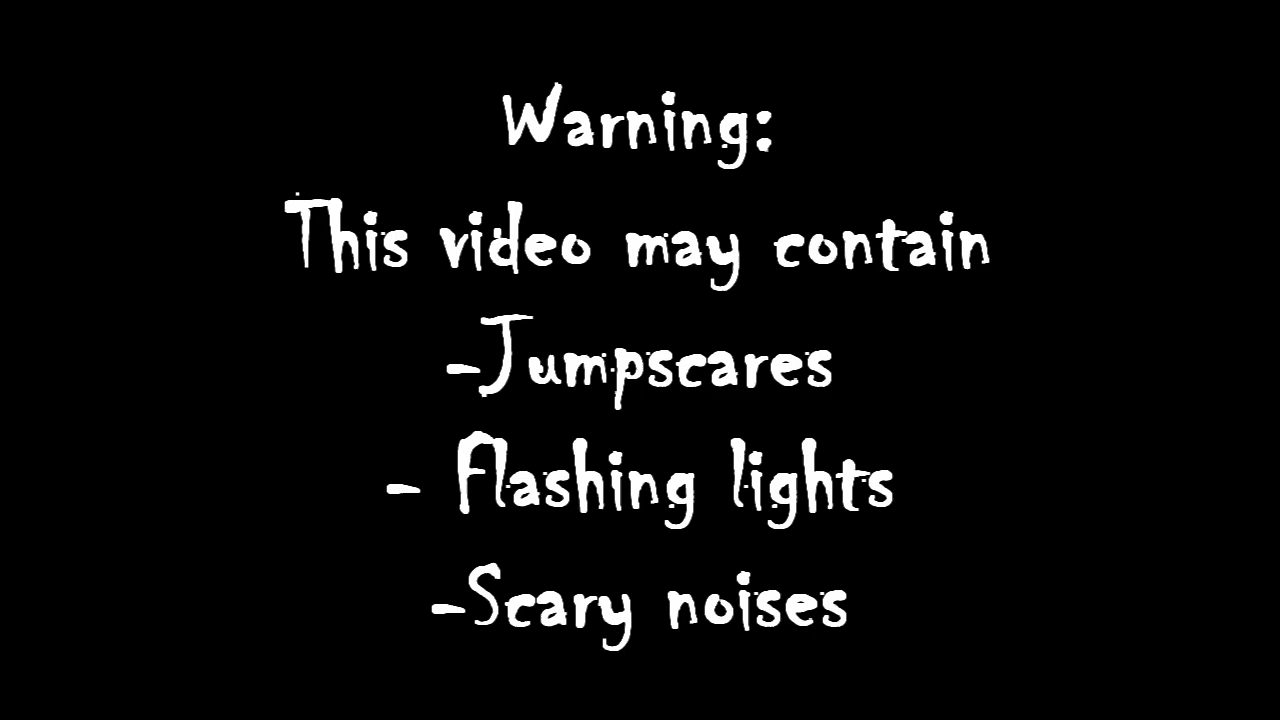 Warning:
This video may contain
-Jumpscares
- Flashing lights
-Scary noises